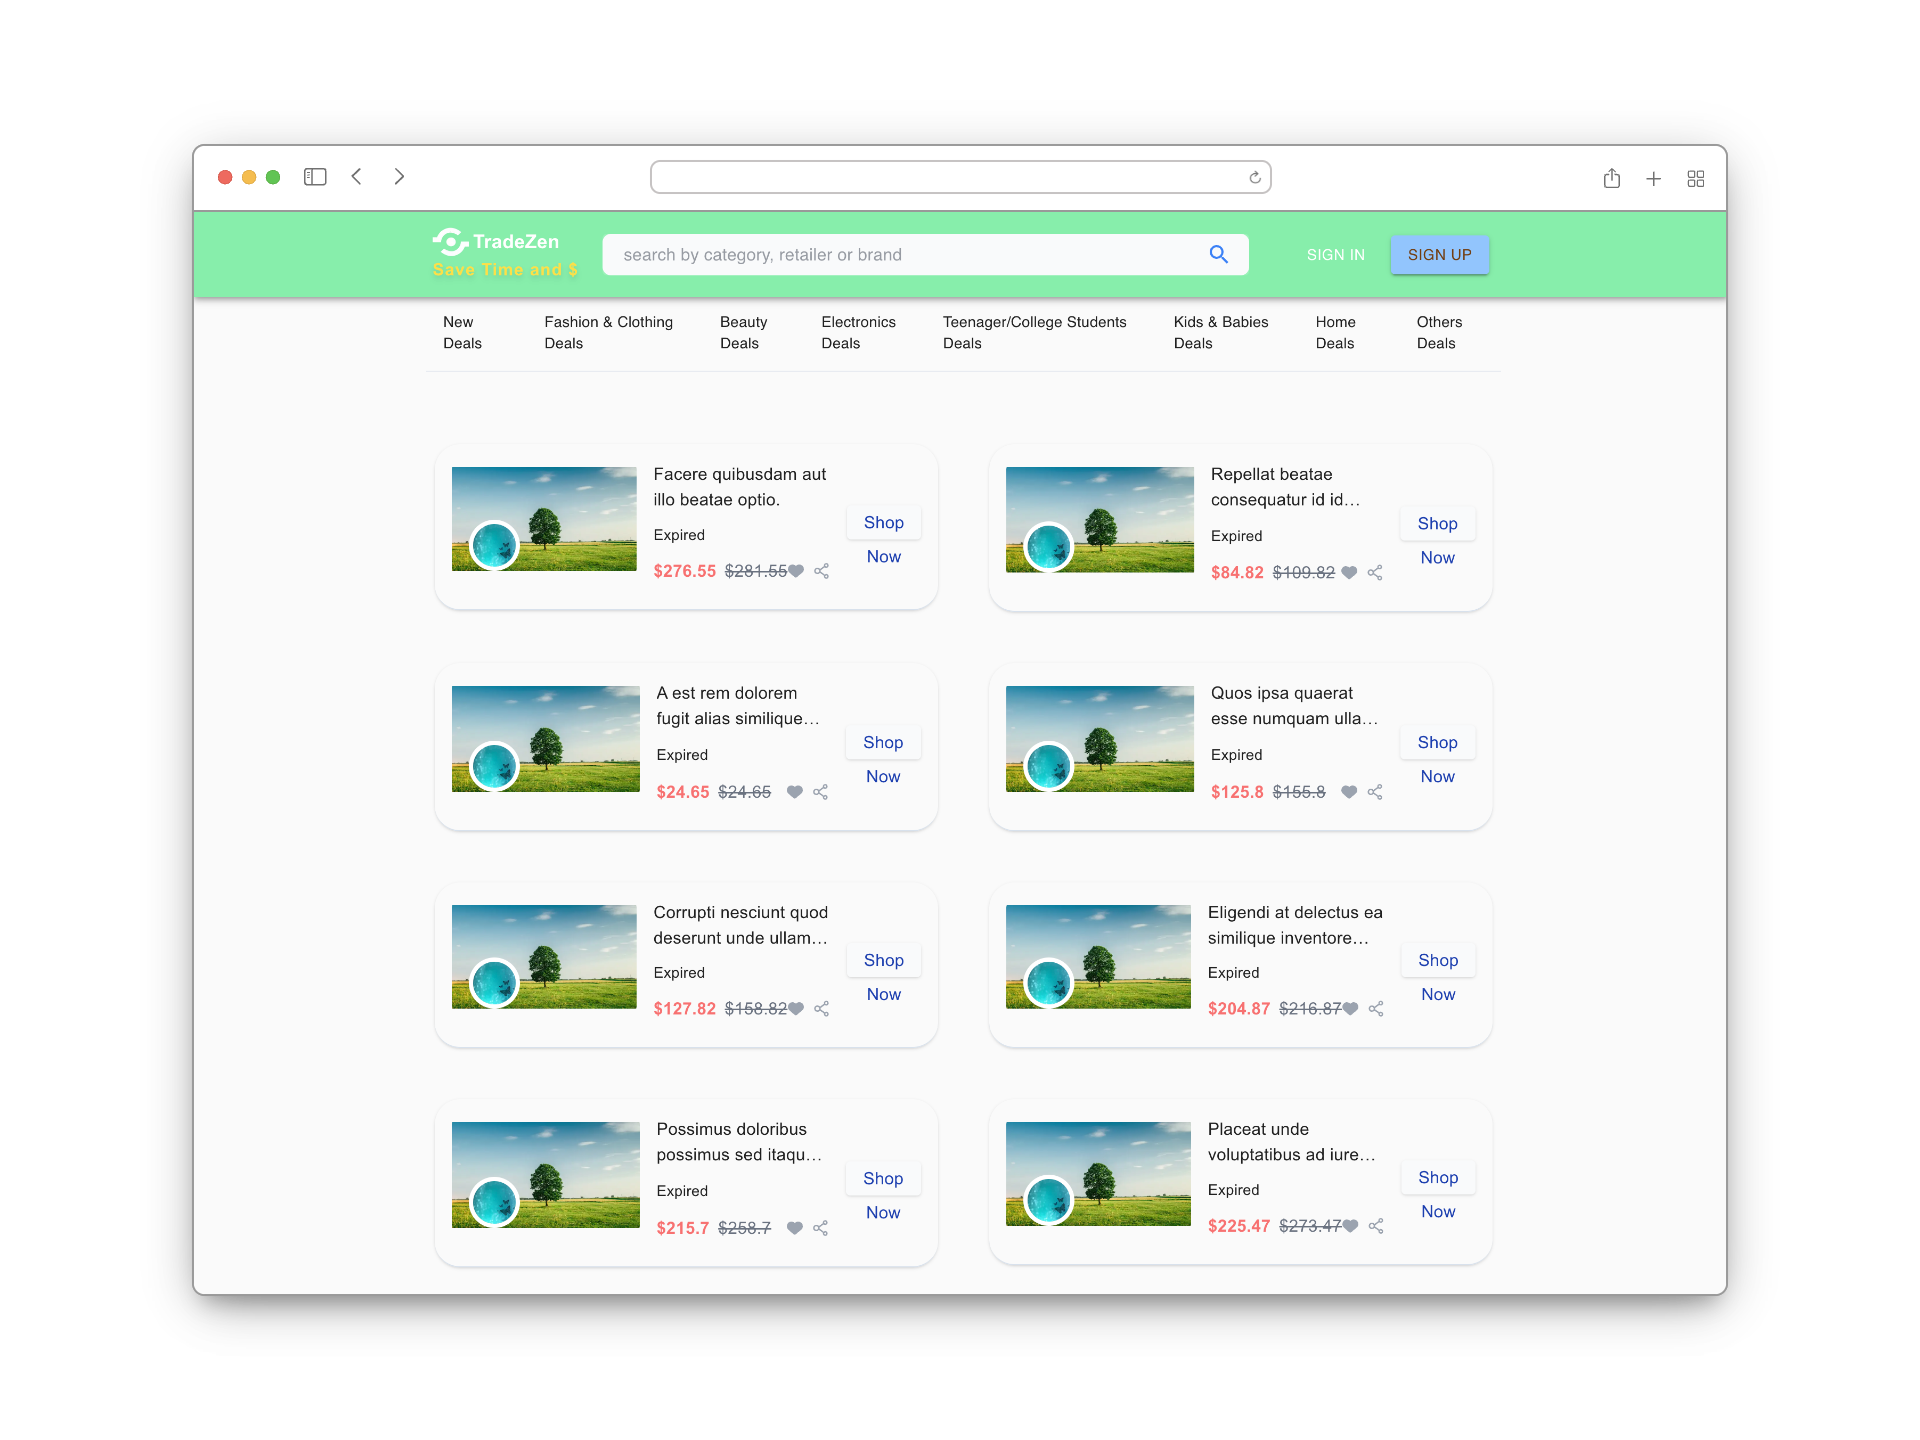 TradeZen
Save Time and $
search by category, retailer or brand
SIGN IN
SIGN UP
New
Deals
Fashion & Clothing
Deals
Beauty
Deals
Electronics
Deals
Teenager/College Students
Deals
Kids & Babies
Deals
Home
Deals
Others
Deals
Facere quibusdam aut
illo beatae optio.
Expired
$276.55 $281.55
Shop
Now
Repellat beatae
consequatur id id…
Expired
$84.82 $109.82
Shop
Now
A est rem dolorem
fugit alias similique…
Expired
$24.65 $24.65
Shop
Now
Quos ipsa quaerat
esse numquam ulla…
Expired
$125.8 $155.8
Shop
Now
Corrupti nesciunt quod
deserunt unde ullam…
Expired
$127.82 $158.82
Shop
Now
Eligendi at delectus ea
similique inventore…
Expired
$204.87 $216.87
Shop
Now
Possimus doloribus
possimus sed itaqu…
Expired
$215.7 $258.7
Shop
Now
Placeat unde
voluptatibus ad iure…
Expired
$225.47 $273.47
Shop
Now